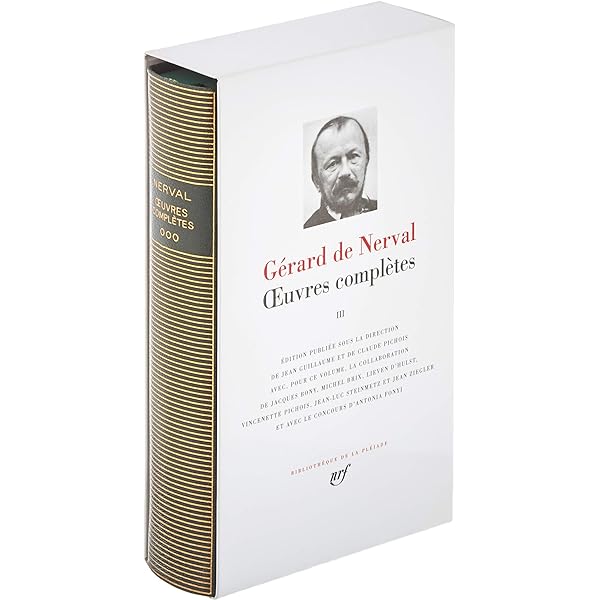 NERVAL
ŒUVRES
COMPLÈTES
OOO
Gérard de Nerval
Œuvres complètes
III
ÉDITION PUBLIÉE SOUS LA DIRECTION
DE JEAN GUILLAUME ET DE CLAUDE PICHOIS
AVEC, POUR CE VOLUME, LA COLLABORATION
DE JACQUES BONY, MICHEL BRIX, LIEVEN D'HULST,
VINCENETTE PICHOIS, JEAN-LUC STEINMETZ ET JEAN ZIEGLER
ET AVEC LE CONCOURS D'ANTONIA FONYI
BIBLIOTHÈQUE DE LA PLÉIADE
nrf